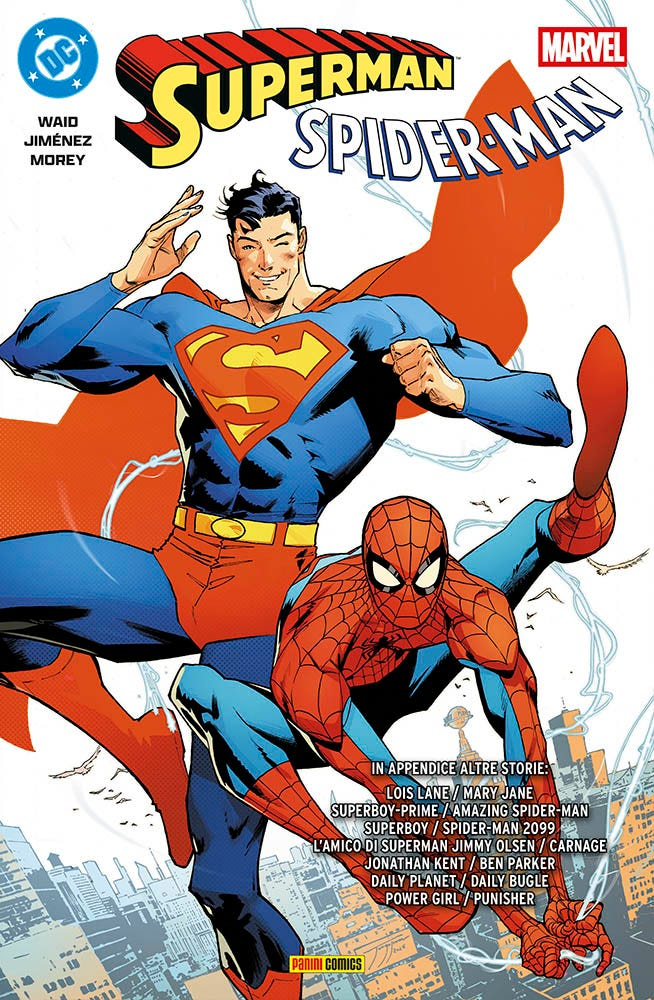 DC
WAID
JIMÉNEZ
MOREY
SUPERMAN™
SPIDER-MAN
MARVEL
S
IN APPENDICE ALTRE STORIE:
LOIS LANE / MARY JANE
SUPERBOY-PRIME / AMAZING SPIDER-MAN
SUPERBOY / SPIDER-MAN 2099
L'AMICO DI SUPERMAN JIMMY OLSEN / CARNAGE
JONATHAN KENT / BEN PARKER
DAILY PLANET / DAILY BUGLE
POWER GIRL / PUNISHER
PANINI COMICS